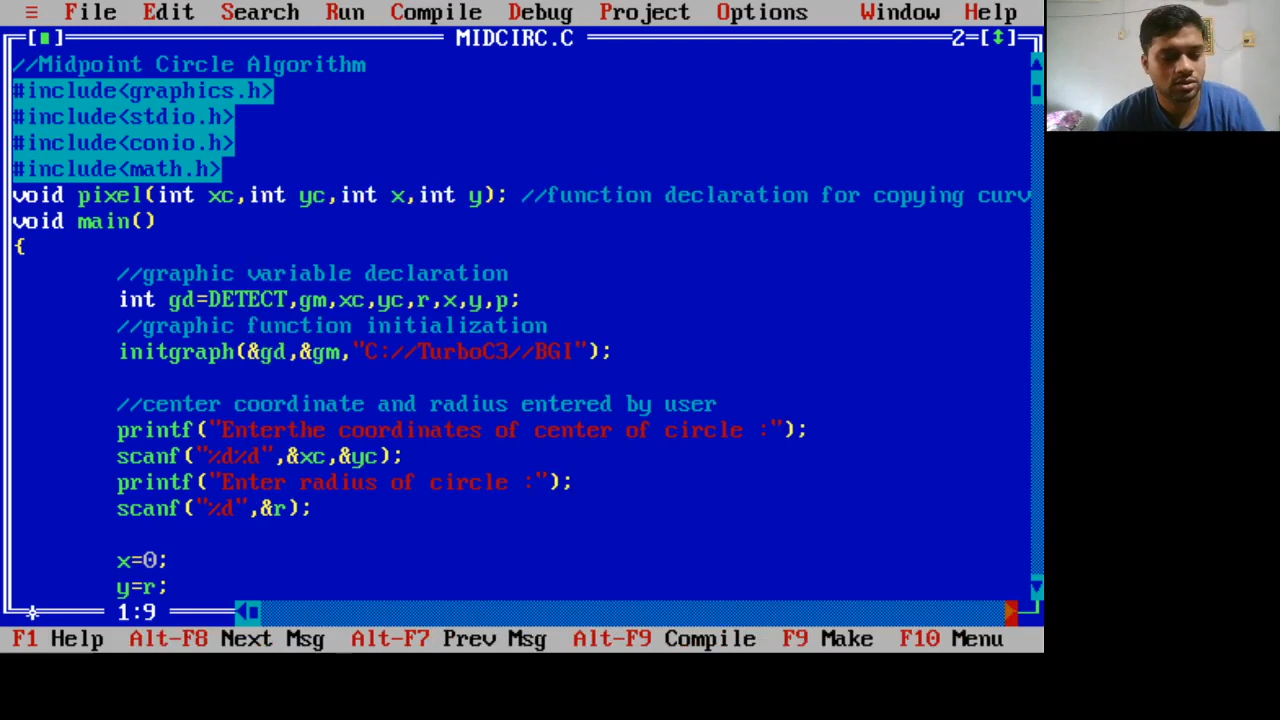 ≡ File Edit Search Run Compile Debug Project Options Window Help
[■] MIDCIRC.C 2=[↕]
//Midpoint Circle Algorithm
#include<graphics.h>
#include<stdio.h>
#include<conio.h>
#include<math.h>
void pixel(int xc,int yc,int x,int y); //function declaration for copying curv
void main()
{
//graphic variable declaration
int gd=DETECT,gm,xc,yc,r,x,y,p;
//graphic function initialization
initgraph(&gd,&gm,"C://TurboC3//BGI");
//center coordinate and radius entered by user
printf("Enterthe coordinates of center of circle :");
scanf("%d%d",&xc,&yc);
printf("Enter radius of circle :");
scanf("%d",&r);
x=0;
y=r;
1:9
F1 Help Alt-F8 Next Msg Alt-F7 Prev Msg Alt-F9 Compile F9 Make F10 Menu